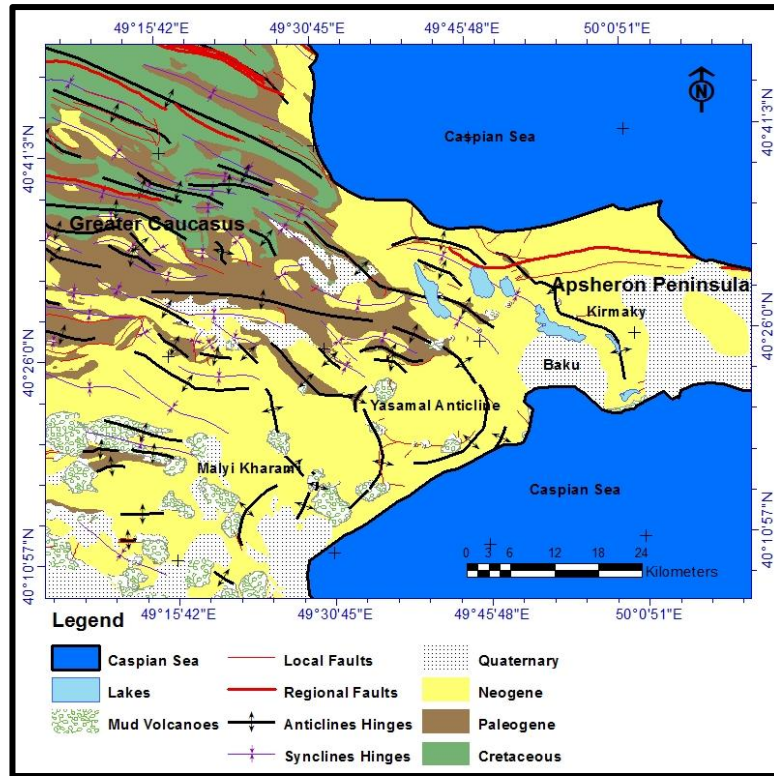 49°15'42"E 49°30'45"E 49°45'48"E 50°0'51"E
N
Caspian Sea
40°41'3"N 40°41'3"N
Greater Caucasus
Apsheron Peninsula
Kirmaky
40°26'0"N 40°26'0"N
Baku
Yasamal Anticline
Malyi Kharami
Caspian Sea
40°10'57"N 40°10'57"N
0 3 6 12 18 24
Kilometers
49°15'42"E 49°30'45"E 49°45'48"E 50°0'51"E
Legend
Caspian Sea Local Faults Quaternary
Lakes Regional Faults Neogene
Mud Volcanoes Anticlines Hinges Paleogene
Synclines Hinges Cretaceous